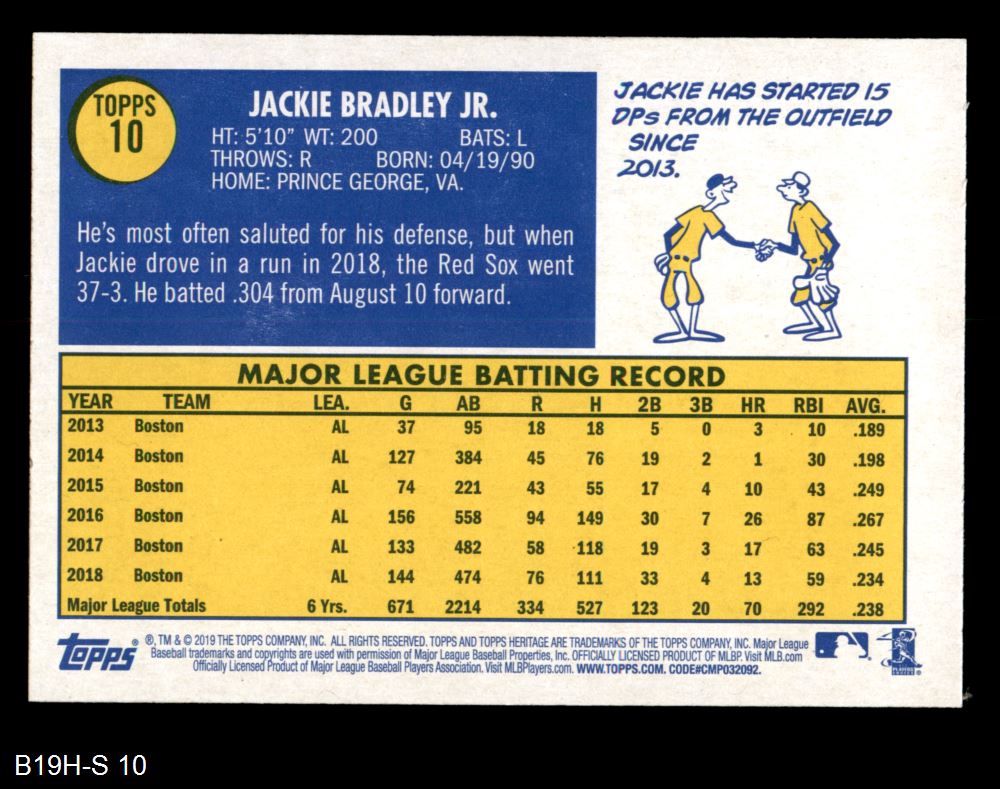 TOPPS
10
JACKIE BRADLEY JR.
HT: 5'10" WT: 200 BATS: L
THROWS: R BORN: 04/19/90
HOME: PRINCE GEORGE, VA.
He's most often saluted for his defense, but when
Jackie drove in a run in 2018, the Red Sox went
37-3. He batted .304 from August 10 forward.
JACKIE HAS STARTED 15
DPs FROM THE OUTFIELD
SINCE
2013.
MAJOR LEAGUE BATTING RECORD
YEAR TEAM LEA. G AB R H 2B 3B HR RBI AVG.
2013 Boston AL 37 95 18 18 5 0 3 10 .189
2014 Boston AL 127 384 45 76 19 2 1 30 .198
2015 Boston AL 74 221 43 55 17 4 10 43 .249
2016 Boston AL 156 558 94 149 30 7 26 87 .267
2017 Boston AL 133 482 58 118 19 3 17 63 .245
2018 Boston AL 144 474 76 111 33 4 13 59 .234
Major League Totals 6 Yrs. 671 2214 334 527 123 20 70 292 .238
topps ®
®, TM & © 2019 THE TOPPS COMPANY, INC. ALL RIGHTS RESERVED. TOPPS AND TOPPS HERITAGE ARE TRADEMARKS OF THE TOPPS COMPANY, INC. Major League
Baseball trademarks and copyrights are used with permission of Major League Baseball Properties, Inc. OFFICIALLY LICENSED PRODUCT OF MLBP. Visit MLB.com
Officially Licensed Product of Major League Baseball Players Association. Visit MLBPlayers.com. WWW.TOPPS.COM. CODE#CMP032092.
PLAYERS
CHOICE
B19H-S 10